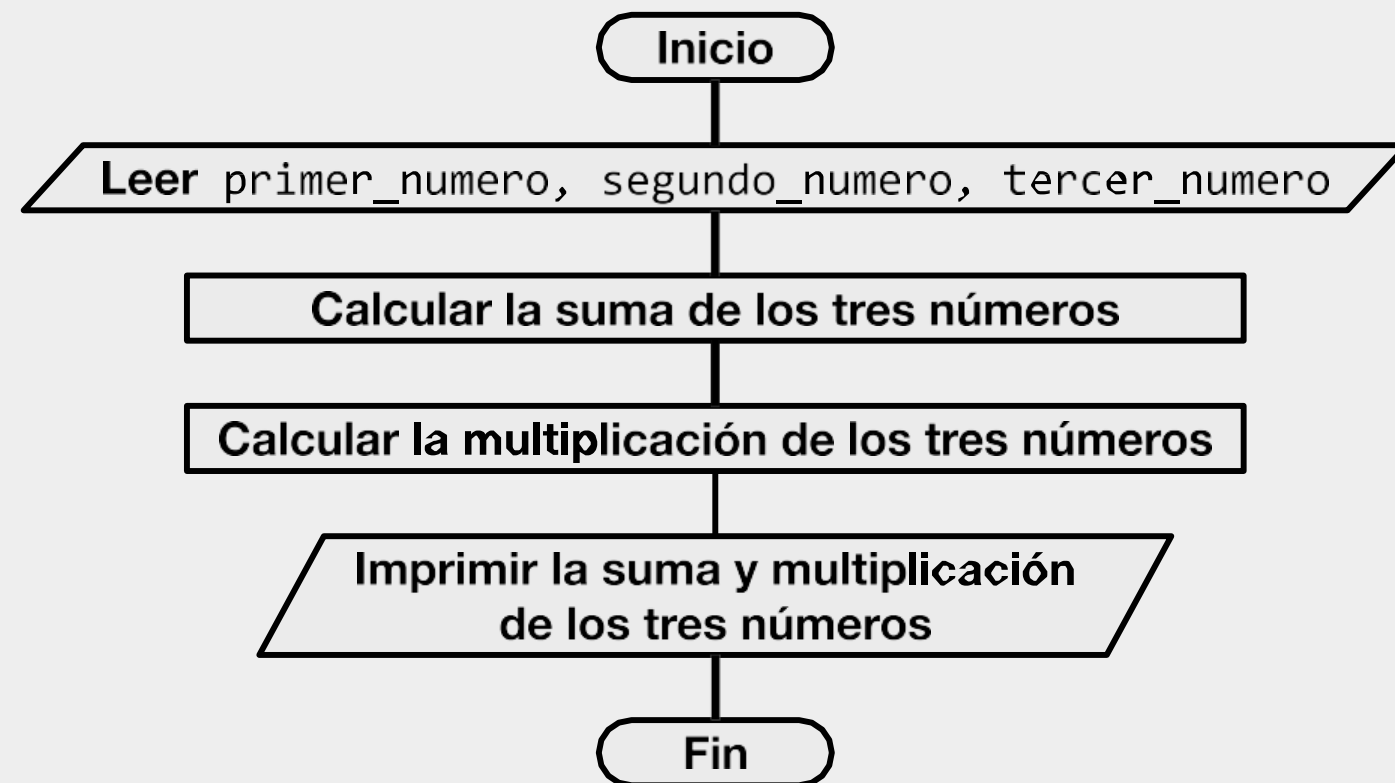 Inicio
Leer primer_numero, segundo_numero, tercer_numero
Calcular la suma de los tres números
Calcular la multiplicación de los tres números
Imprimir la suma y multiplicación
de los tres números
Fin